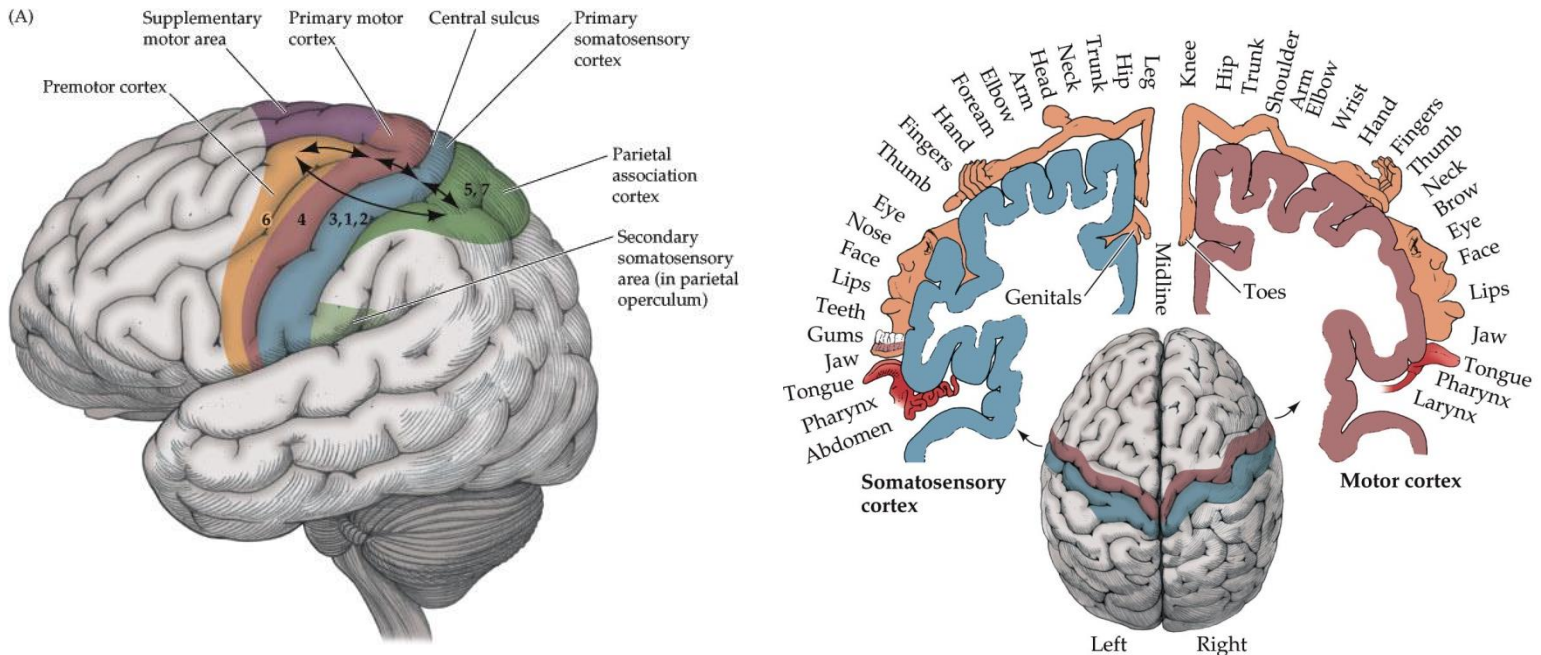 (A)
Supplementary
motor area
Primary motor
cortex
Central sulcus
Primary
somatosensory
cortex
Premotor cortex
Parietal
association
cortex
5, 7
6
4
3, 1, 2
Secondary
somatosensory
area (in parietal
operculum)
Leg
Hip
Trunk
Neck
Head
Arm
Elbow
Foream
Hand
Fingers
Thumb
Eye
Nose
Face
Lips
Teeth
Gums
Jaw
Tongue
Pharynx
Abdomen
Genitals
Midline
Toes
Knee
Hip
Trunk
Shoulder
Arm
Elbow
Wrist
Hand
Fingers
Thumb
Neck
Brow
Eye
Face
Lips
Jaw
Tongue
Pharynx
Larynx
Somatosensory
cortex
Motor cortex
Left
Right